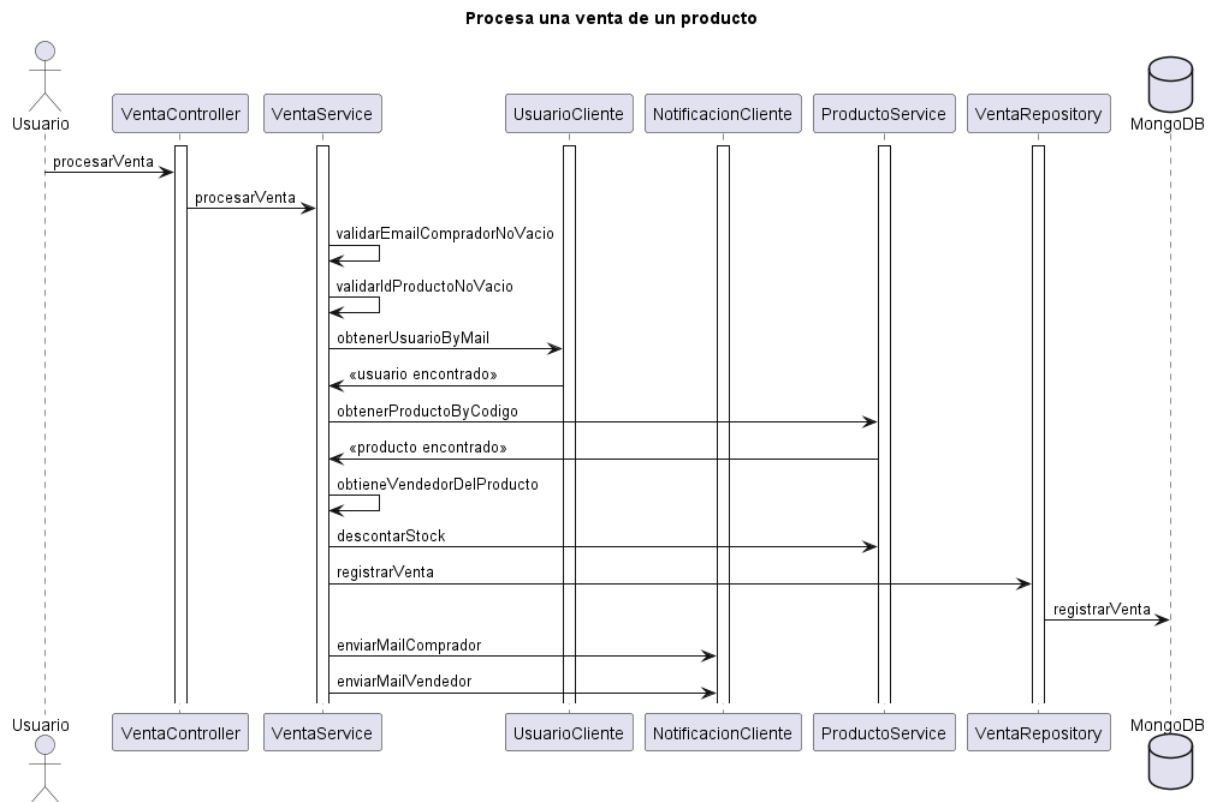 Procesa una venta de un producto
Usuario
VentaController
VentaService
UsuarioCliente
NotificacionCliente
ProductoService
VentaRepository
MongoDB
procesarVenta
procesarVenta
validarEmailCompradorNoVacio
validarIdProductoNoVacio
obtenerUsuarioByMail
«usuario encontrado»
obtenerProductoByCodigo
«producto encontrado»
obtieneVendedorDelProducto
descontarStock
registrarVenta
registrarVenta
enviarMailComprador
enviarMailVendedor
Usuario
VentaController
VentaService
UsuarioCliente
NotificacionCliente
ProductoService
VentaRepository
MongoDB